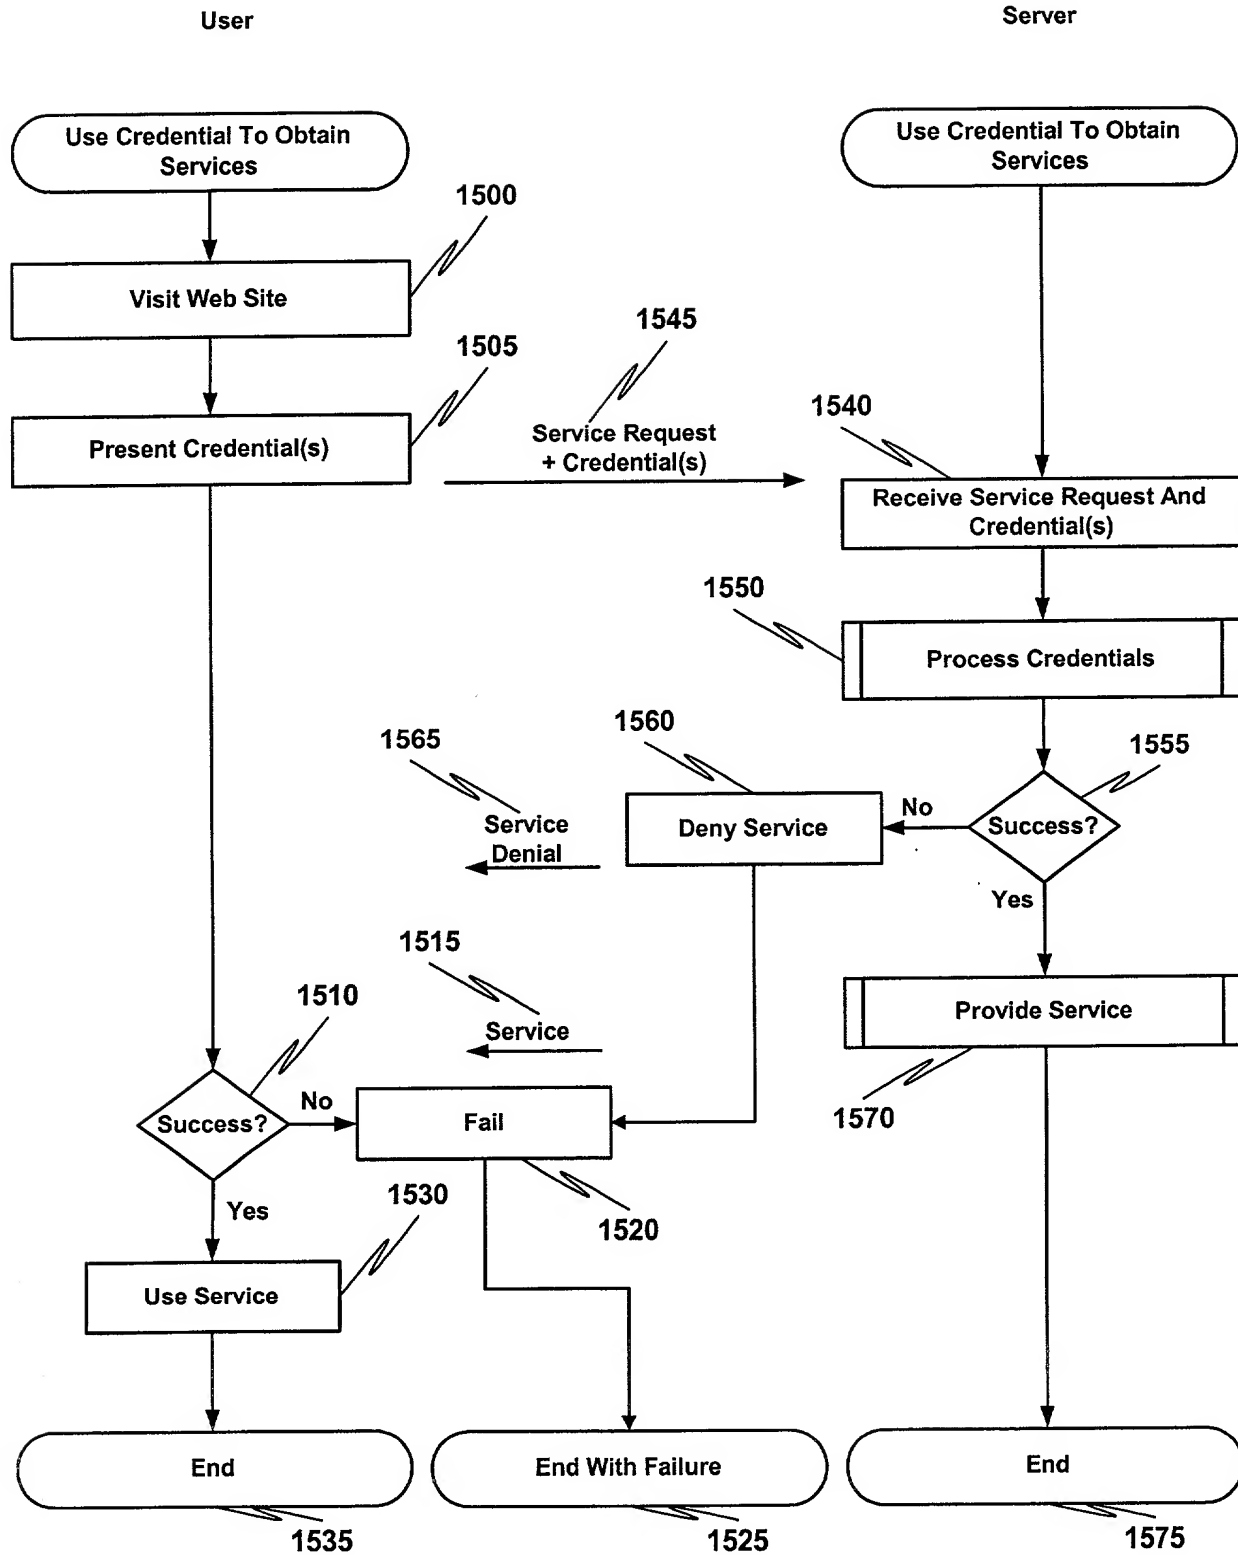 User
Server
Use Credential To Obtain
Services
Use Credential To Obtain
Services
1500
Visit Web Site
1545
1505
1540
Service Request
+ Credential(s)
Present Credential(s)
Receive Service Request And
Credential(s)
1550
Process Credentials
1560
1565
1555
No
Service
Denial
Deny Service
Success?
Yes
1515
1510
Service
Provide Service
No
Success?
Fail
1570
1530
Yes
1520
Use Service
End
End With Failure
End
1535
1525
1575